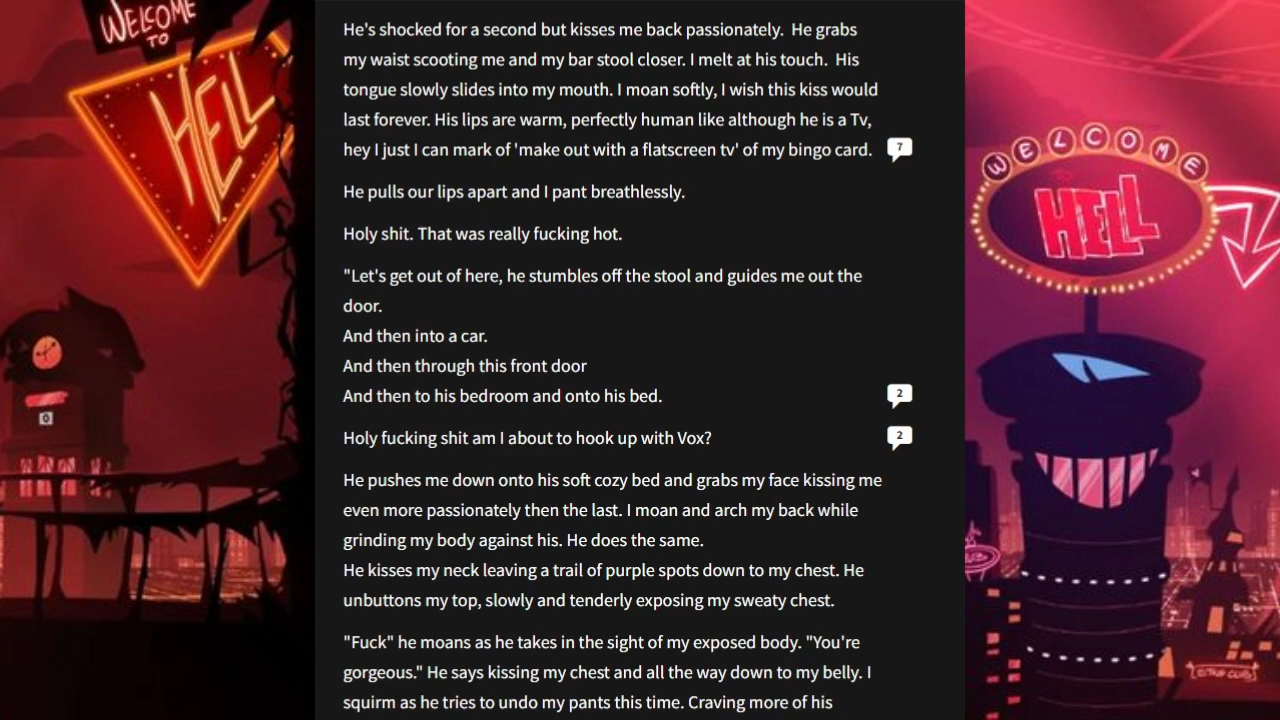 WELCOME
TO
HELL
He's shocked for a second but kisses me back passionately.  He grabs
my waist scooting me and my bar stool closer. I melt at his touch.  His
tongue slowly slides into my mouth. I moan softly, I wish this kiss would
last forever. His lips are warm, perfectly human like although he is a Tv,
hey I just I can mark of 'make out with a flatscreen tv' of my bingo card.
7
He pulls our lips apart and I pant breathlessly.
Holy shit. That was really fucking hot.
"Let's get out of here, he stumbles off the stool and guides me out the
door.
And then into a car.
And then through this front door
And then to his bedroom and onto his bed.
2
Holy fucking shit am I about to hook up with Vox?
2
He pushes me down onto his soft cozy bed and grabs my face kissing me
even more passionately then the last. I moan and arch my back while
grinding my body against his. He does the same.
He kisses my neck leaving a trail of purple spots down to my chest. He
unbuttons my top, slowly and tenderly exposing my sweaty chest.
"Fuck" he moans as he takes in the sight of my exposed body. "You're
gorgeous." He says kissing my chest and all the way down to my belly. I
squirm as he tries to undo my pants this time. Craving more of his
WELCOME
HELL